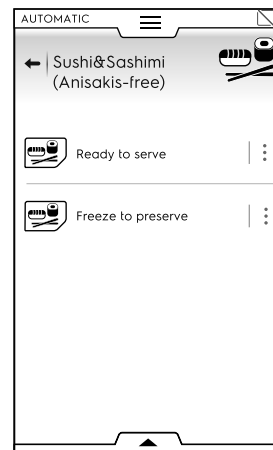 AUTOMATIC
Sushi&Sashimi
(Anisakis-free)
Ready to serve
Freeze to preserve